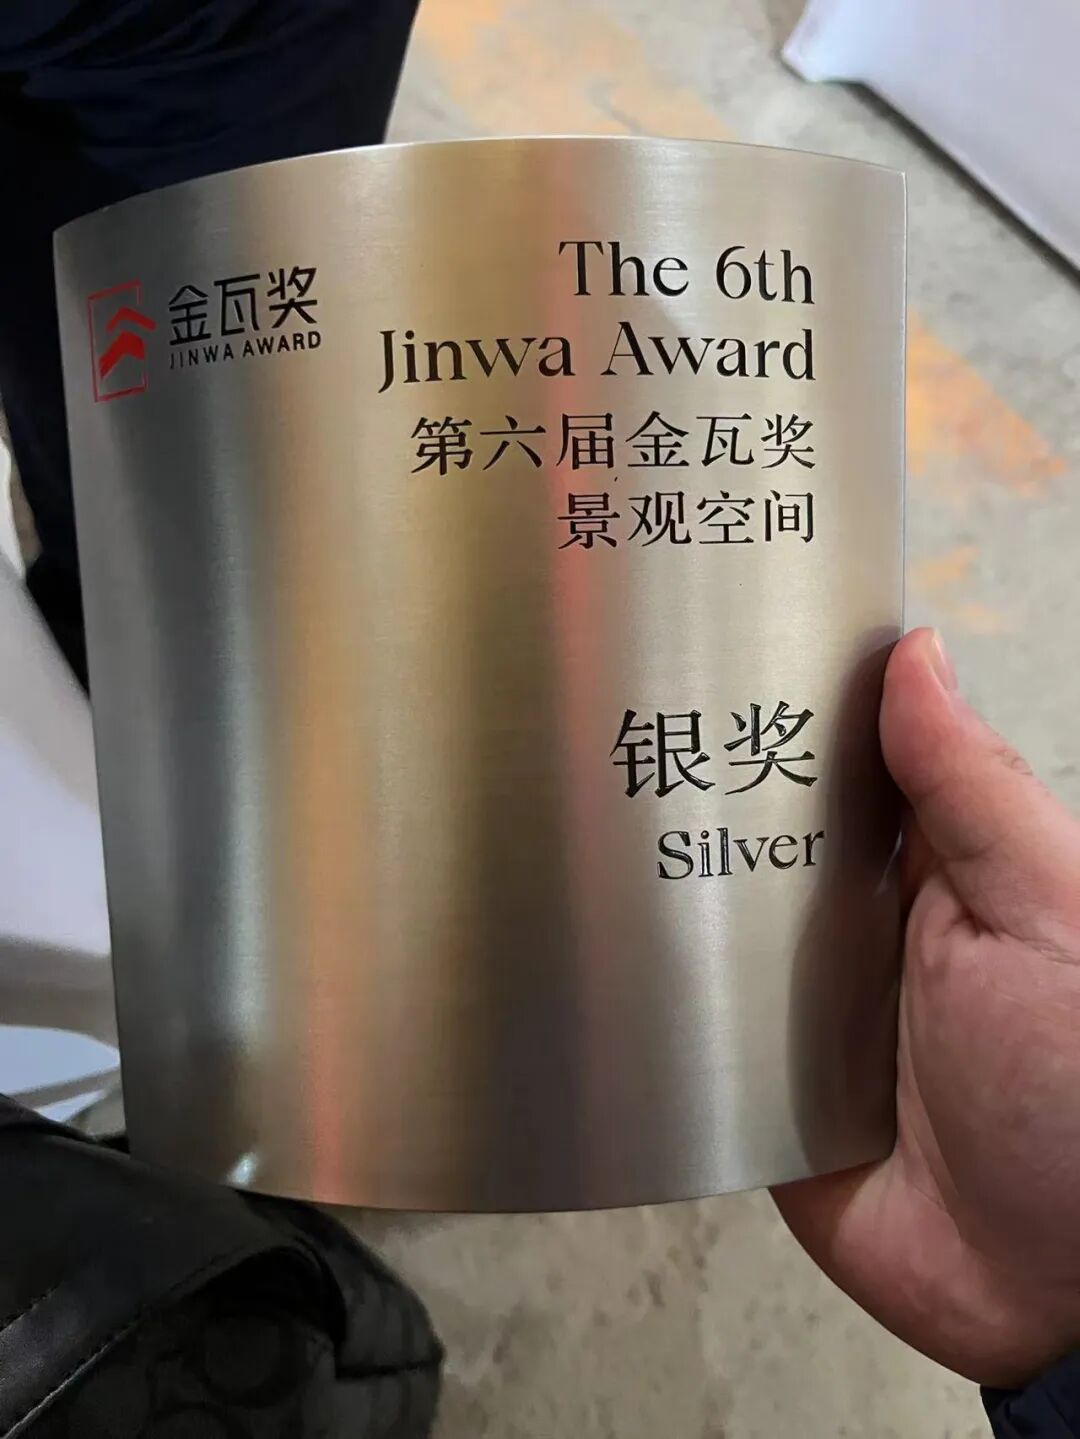 金瓦奖
JINWA AWARD
The 6th
Jinwa Award
第六届金瓦奖
景观空间
银奖
Silver